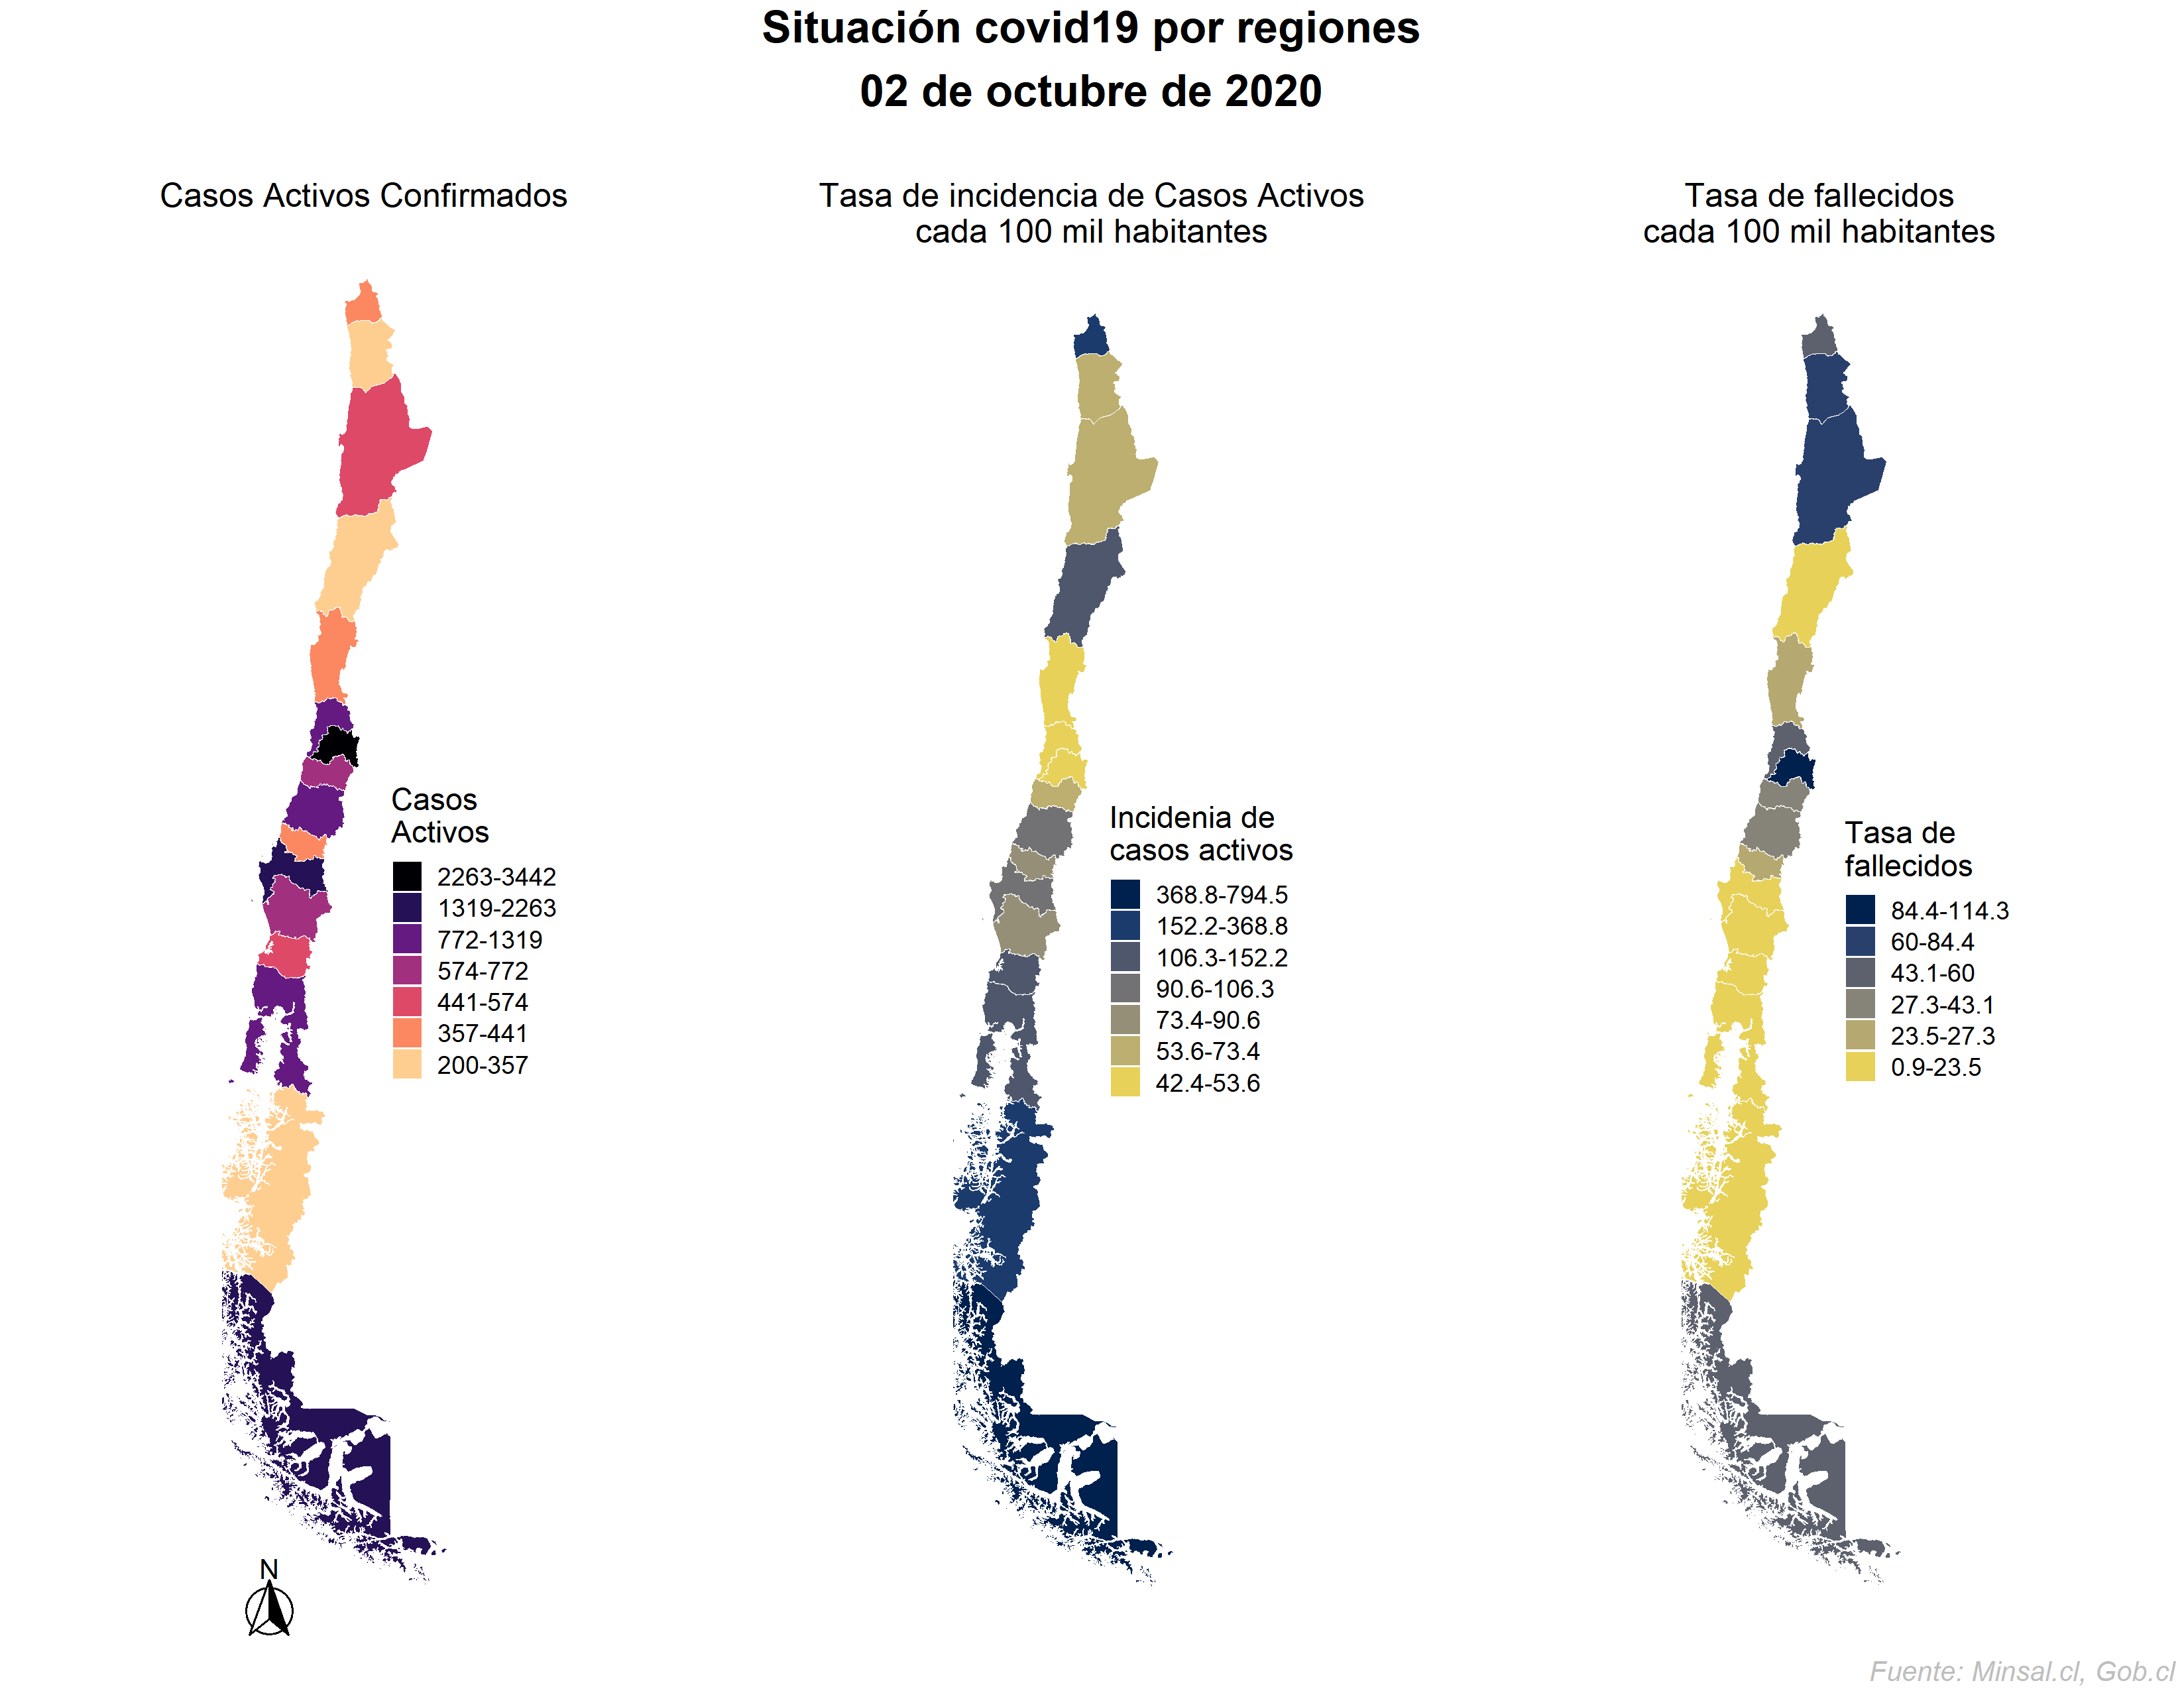 Situación covid19 por regiones
02 de octubre de 2020
Casos Activos Confirmados
Tasa de incidencia de Casos Activos
cada 100 mil habitantes
Tasa de fallecidos
cada 100 mil habitantes
Casos
Activos
2263-3442
1319-2263
772-1319
574-772
441-574
357-441
200-357
Incidenia de
casos activos
368.8-794.5
152.2-368.8
106.3-152.2
90.6-106.3
73.4-90.6
53.6-73.4
42.4-53.6
Tasa de
fallecidos
84.4-114.3
60-84.4
43.1-60
27.3-43.1
23.5-27.3
0.9-23.5
N
Fuente: Minsal.cl, Gob.cl